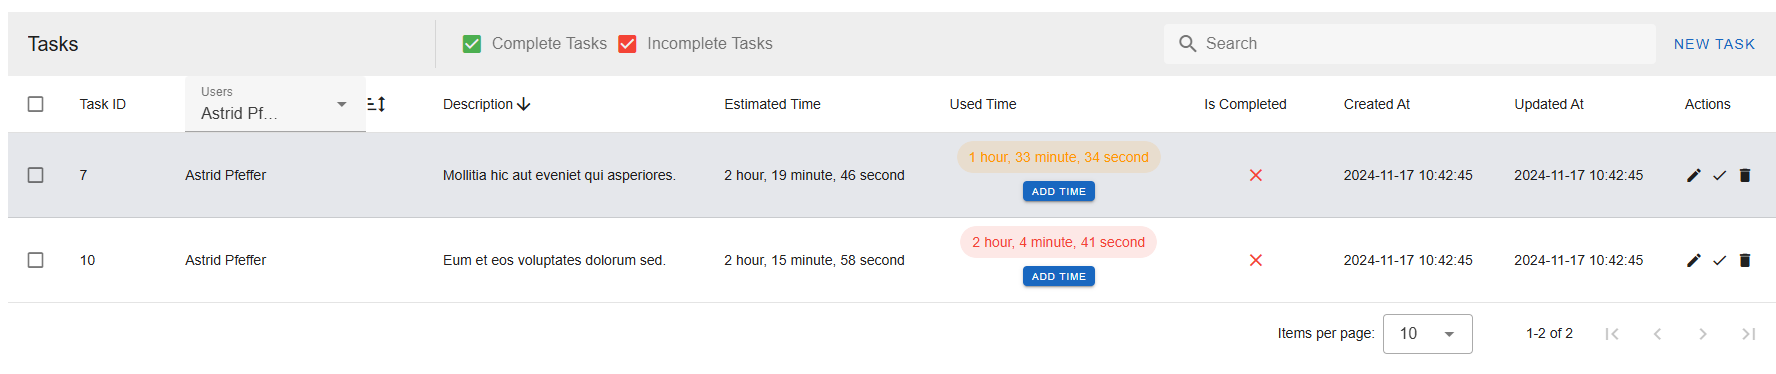 Tasks
Complete Tasks
Incomplete Tasks
Search
NEW TASK
Task ID
Users
Astrid Pf...
Description
Estimated Time
Used Time
Is Completed
Created At
Updated At
Actions
7
Astrid Pfeffer
Mollitia hic aut eveniet qui asperiores.
2 hour, 19 minute, 46 second
1 hour, 33 minute, 34 second
ADD TIME
2024-11-17 10:42:45
2024-11-17 10:42:45
10
Astrid Pfeffer
Eum et eos voluptates dolorum sed.
2 hour, 15 minute, 58 second
2 hour, 4 minute, 41 second
ADD TIME
2024-11-17 10:42:45
2024-11-17 10:42:45
Items per page:
10
1-2 of 2